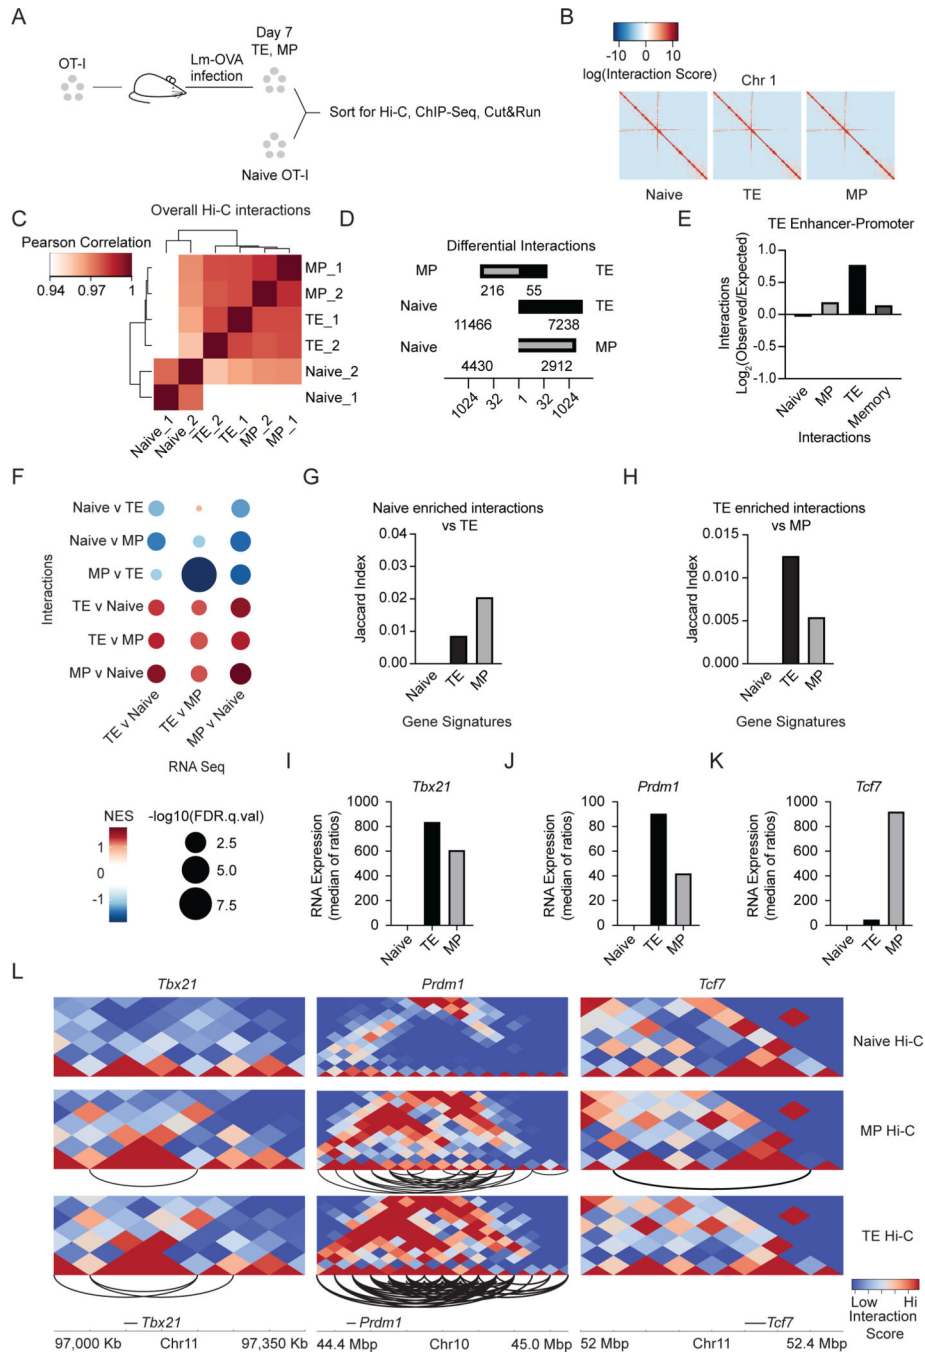 A
OT-I
Lm-OVA
infection
Day 7
TE, MP
Sort for Hi-C, ChIP-Seq, Cut&Run
Naive OT-I
B
-10 0 10
log(Interaction Score)
Chr 1
Naive TE MP
C
Overall Hi-C interactions
Pearson Correlation
0.94 0.97 1
MP_1
MP_2
TE_1
TE_2
Naive_2
Naive_1
Naive_1 Naive_2 TE_2 TE_1 MP_2 MP_1
D
Differential Interactions
MP TE
216 55
Naive TE
11466 7238
Naive MP
4430 2912
1024 32 1 32 1024
E
TE Enhancer-Promoter
Interactions
Log2(Observed/Expected)
1.0
0.5
0.0
-0.5
-1.0
Naive MP TE Memory
Interactions
F
Interactions
Naive v TE
Naive v MP
MP v TE
TE v Naive
TE v MP
MP v Naive
TE v Naive TE v MP MP v Naive
RNA Seq
NES
1
0
-1
-log10(FDR.q.val)
2.5
5.0
7.5
G
Naive enriched interactions
vs TE
Jaccard Index
0.04
0.03
0.02
0.01
0.00
Naive TE MP
Gene Signatures
H
TE enriched interactions
vs MP
Jaccard Index
0.015
0.010
0.005
0.000
Naive TE MP
Gene Signatures
I
Tbx21
RNA Expression
(median of ratios)
1000
800
600
400
200
0
Naive TE MP
J
Prdm1
RNA Expression
(median of ratios)
100
80
60
40
20
0
Naive TE MP
K
Tcf7
RNA Expression
(median of ratios)
1000
800
600
400
200
0
Naive TE MP
L
Tbx21 Prdm1 Tcf7
Naive Hi-C
MP Hi-C
TE Hi-C
Low Hi
Interaction
Score
Tbx21 Prdm1 Tcf7
97,000 Kb Chr11 97,350 Kb
44.4 Mbp Chr10 45.0 Mbp
52 Mbp Chr11 52.4 Mbp